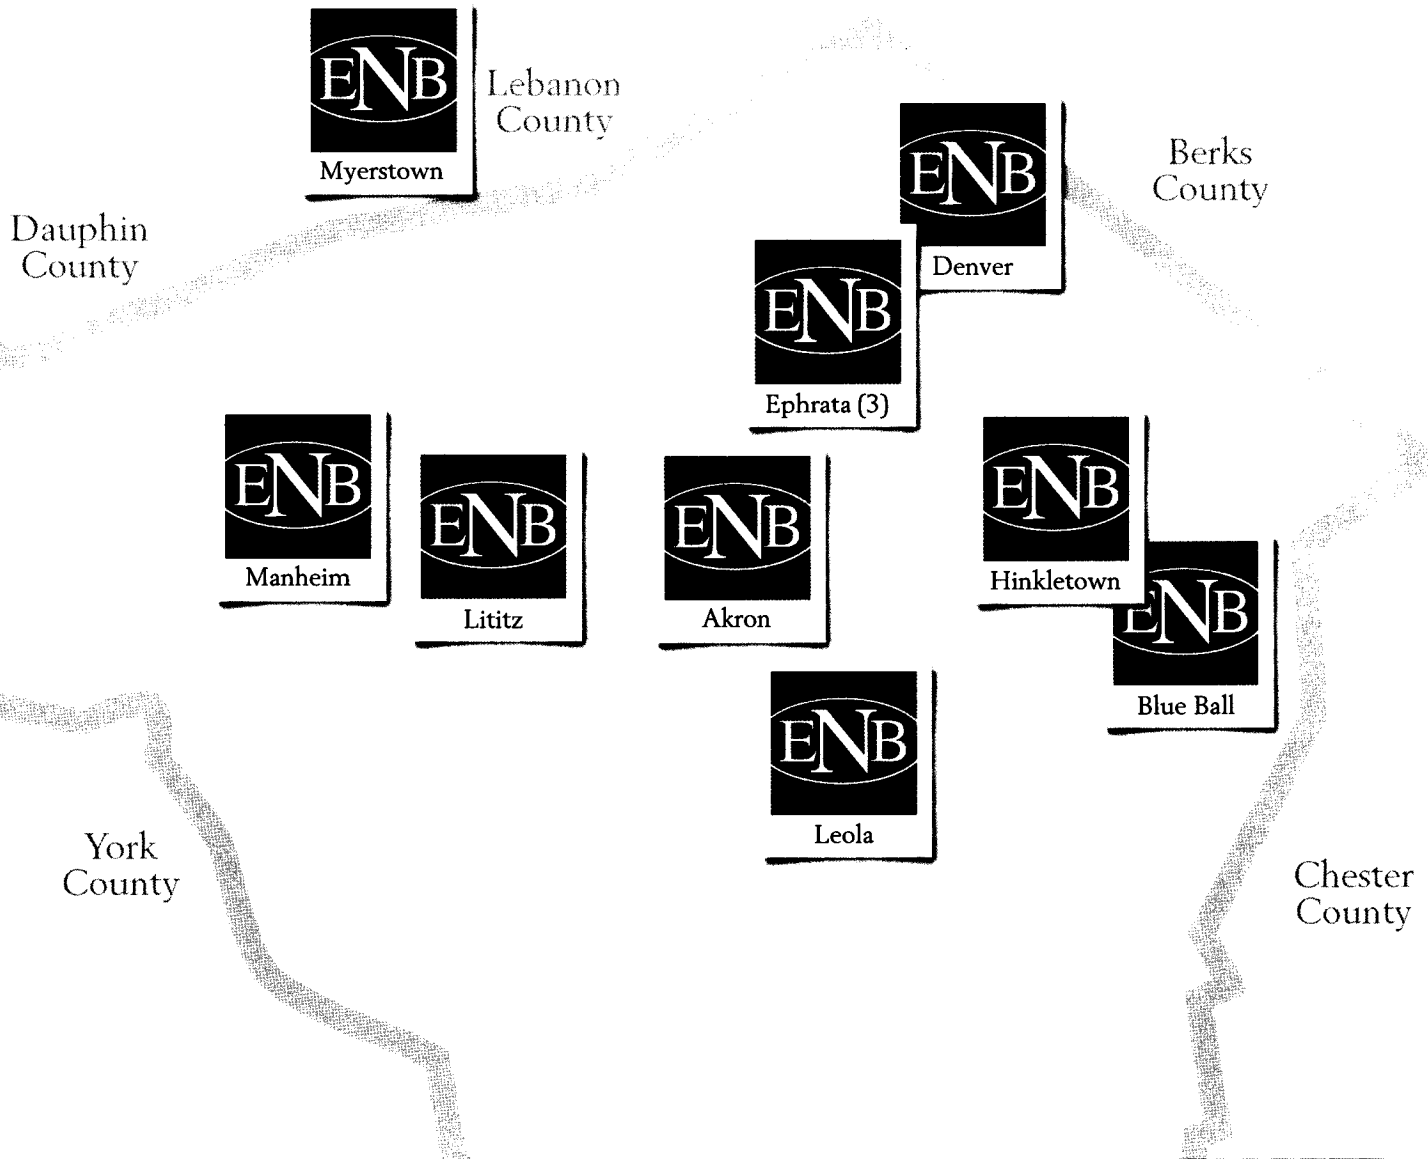 ENB
Myerstown
Lebanon
County
ENB
Denver
Berks
County
Dauphin
County
ENB
Ephrata (3)
ENB
Manheim
ENB
Lititz
ENB
Akron
ENB
Hinkletown
ENB
Blue Ball
ENB
Leola
York
County
Chester
County